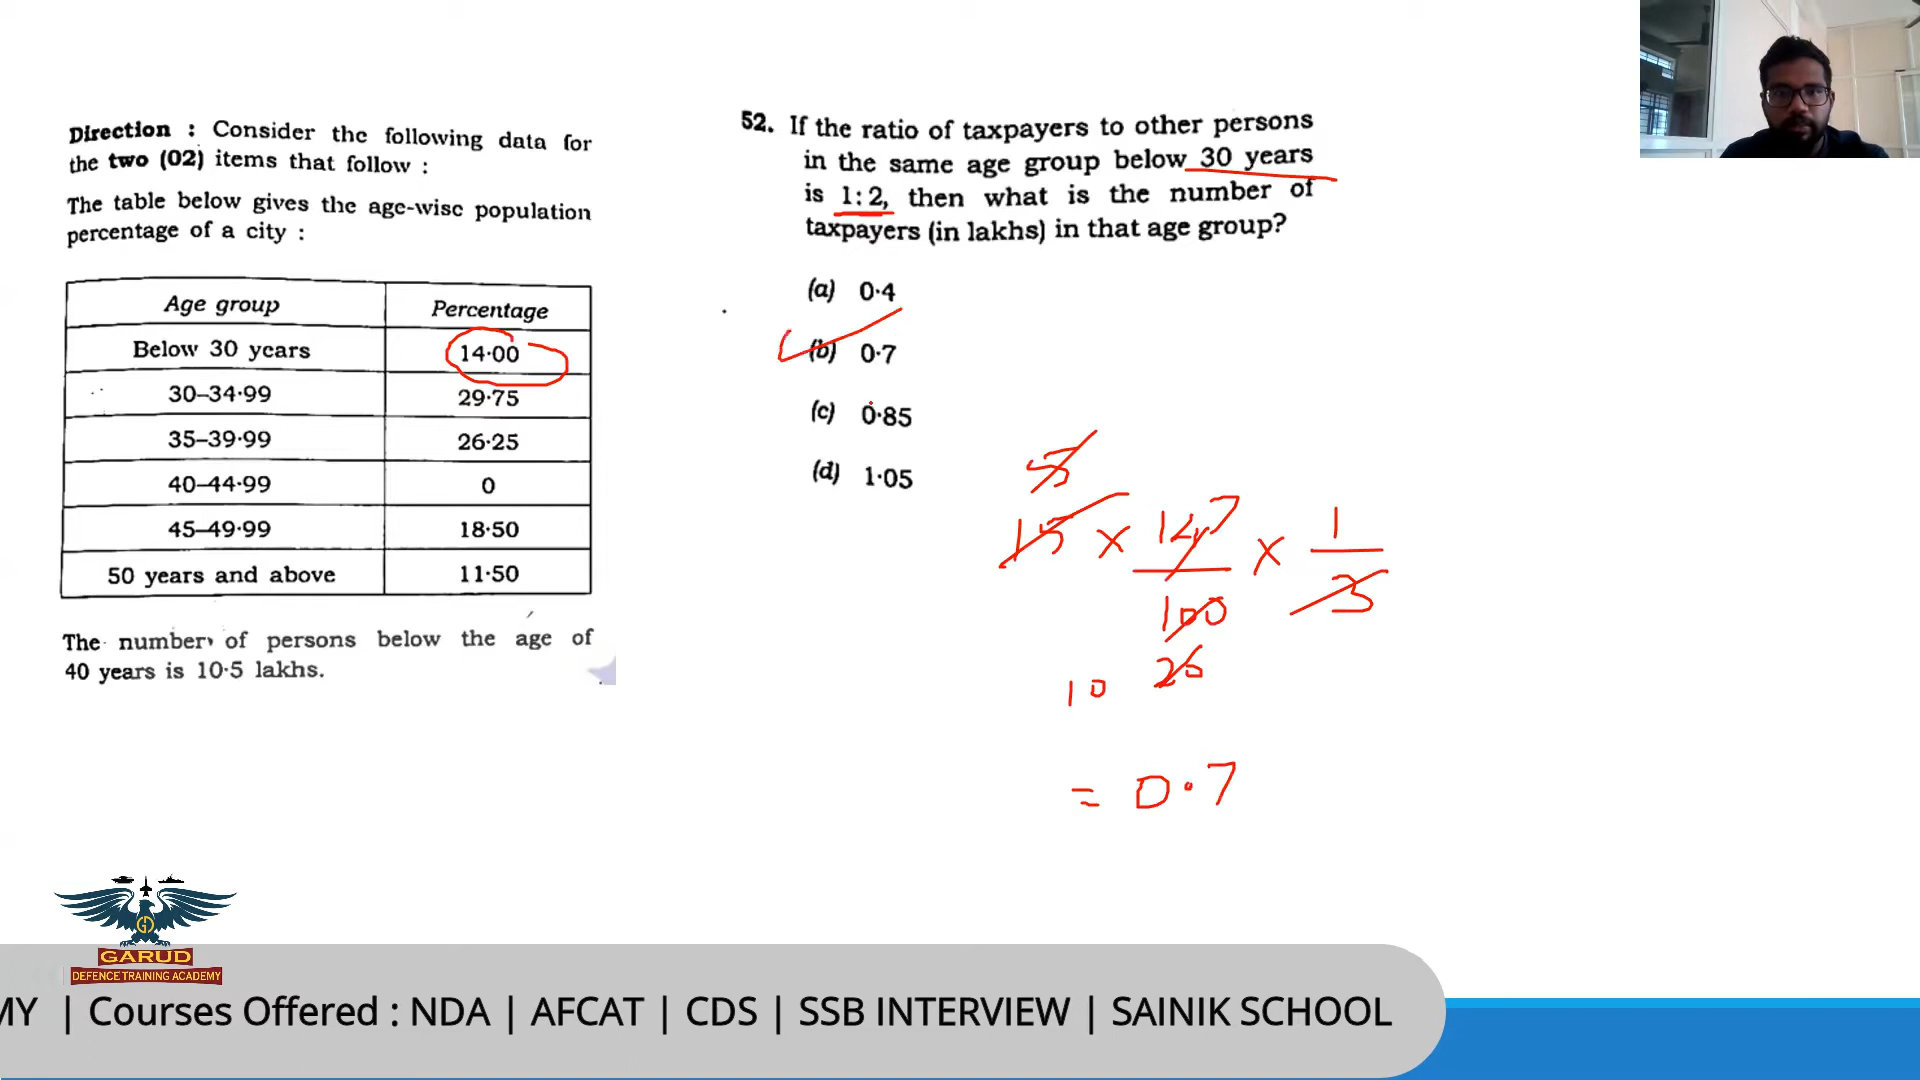 Direction : Consider the following data for
the two (02) items that follow :
The table below gives the age-wise population
percentage of a city :
Age group Percentage
Below 30 years 14·00
30–34·99 29·75
35–39·99 26·25
40–44·99 0
45–49·99 18·50
50 years and above 11·50
The number of persons below the age of
40 years is 10·5 lakhs.
52. If the ratio of taxpayers to other persons
in the same age group below 30 years
is 1:2, then what is the number of
taxpayers (in lakhs) in that age group?
(a) 0·4
(b) 0·7
(c) 0·85
(d) 1·05
5
15 × 14 7 × 1
100 3
10 20
= 0.7
GARUD
DEFENCE TRAINING ACADEMY
MY | Courses Offered : NDA | AFCAT | CDS | SSB INTERVIEW | SAINIK SCHOOL